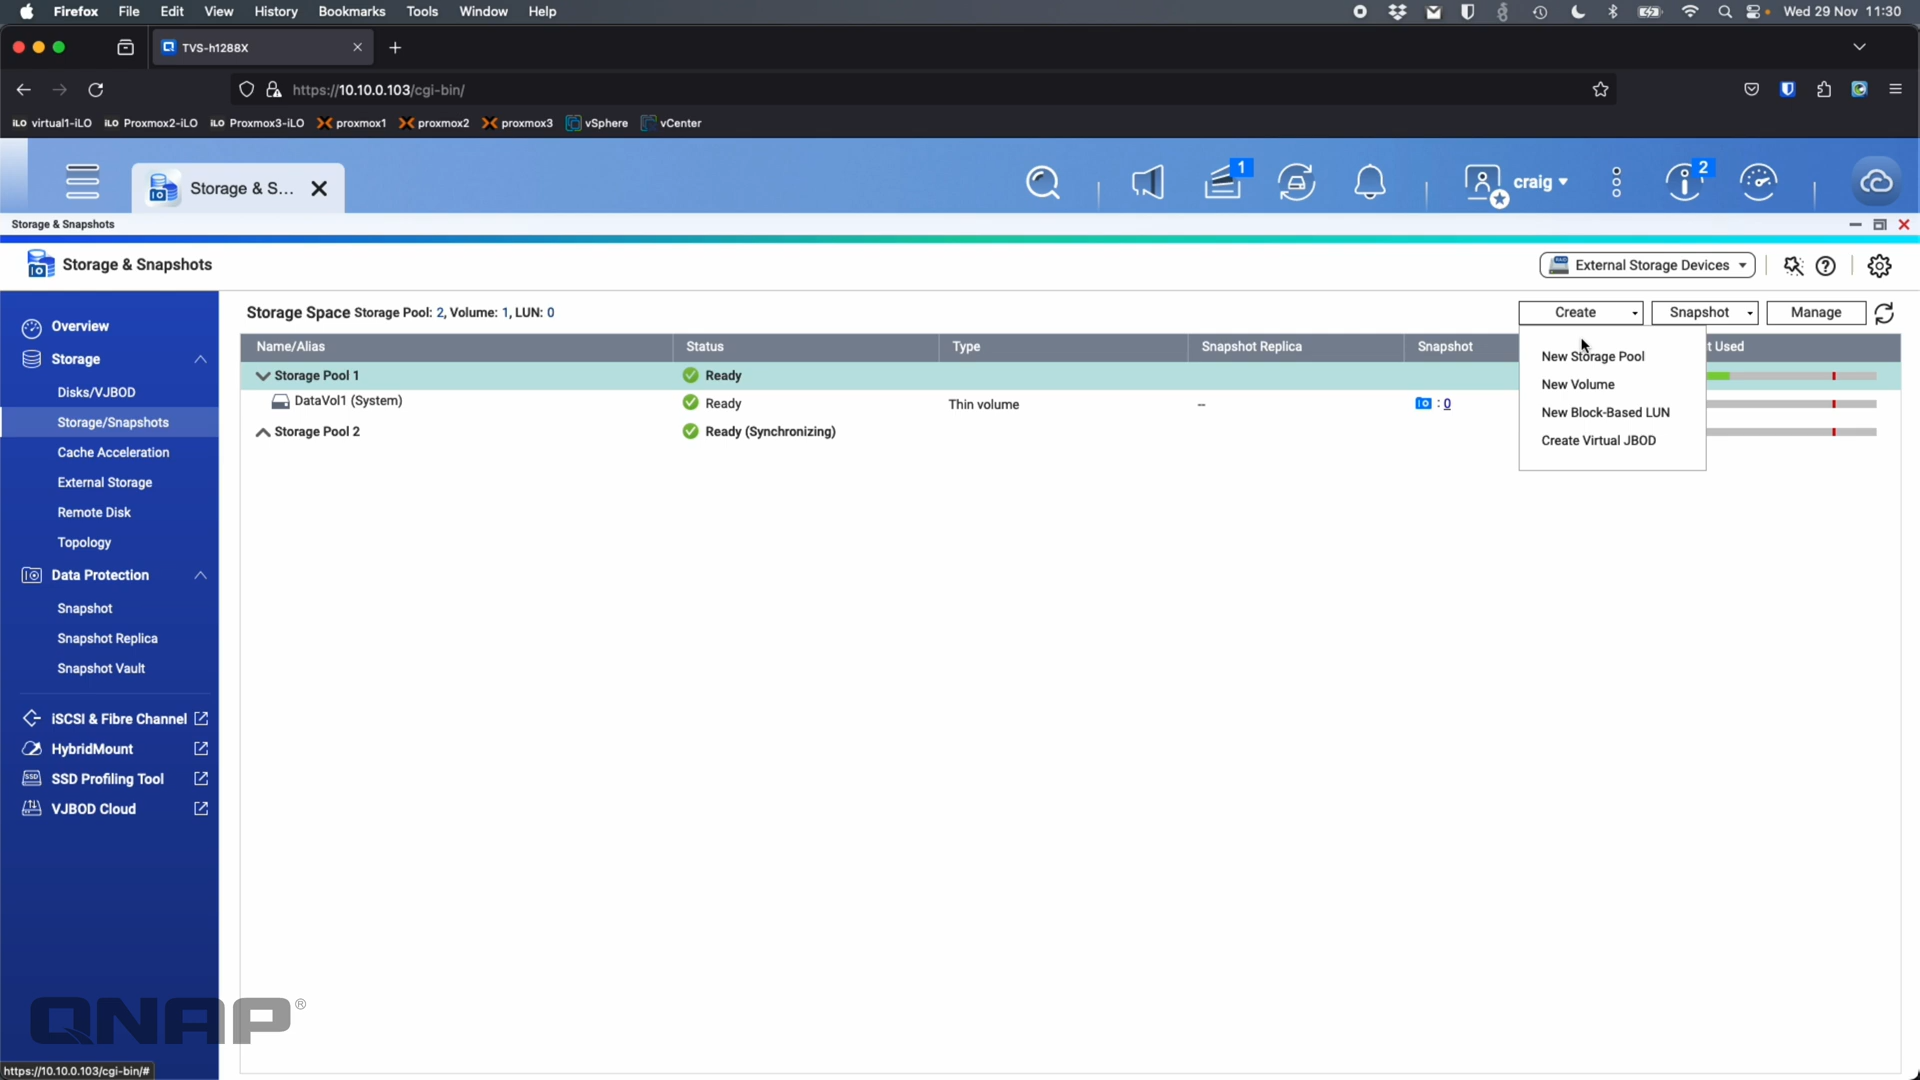 Firefox File Edit View History Bookmarks Tools Window Help Wed 29 Nov 11:30
TVS-h1288X
https://10.10.0.103/cgi-bin/
iLO virtual1-iLO iLO Proxmox2-iLO iLO Proxmox3-iLO proxmox1 proxmox2 proxmox3 vSphere vCenter
Storage & S... 1 craig 2
Storage & Snapshots
Storage & Snapshots External Storage Devices
Overview
Storage
Disks/VJBOD
Storage/Snapshots
Cache Acceleration
External Storage
Remote Disk
Topology
Data Protection
Snapshot
Snapshot Replica
Snapshot Vault
iSCSI & Fibre Channel
HybridMount
SSD Profiling Tool
VJBOD Cloud
Storage Space Storage Pool: 2, Volume: 1, LUN: 0 Create Snapshot Manage
Name/Alias Status Type Snapshot Replica Snapshot t Used
Storage Pool 1 Ready
DataVol1 (System) Ready Thin volume -- : 0
Storage Pool 2 Ready (Synchronizing)
New Storage Pool
New Volume
New Block-Based LUN
Create Virtual JBOD
QNAP®
https://10.10.0.103/cgi-bin/#